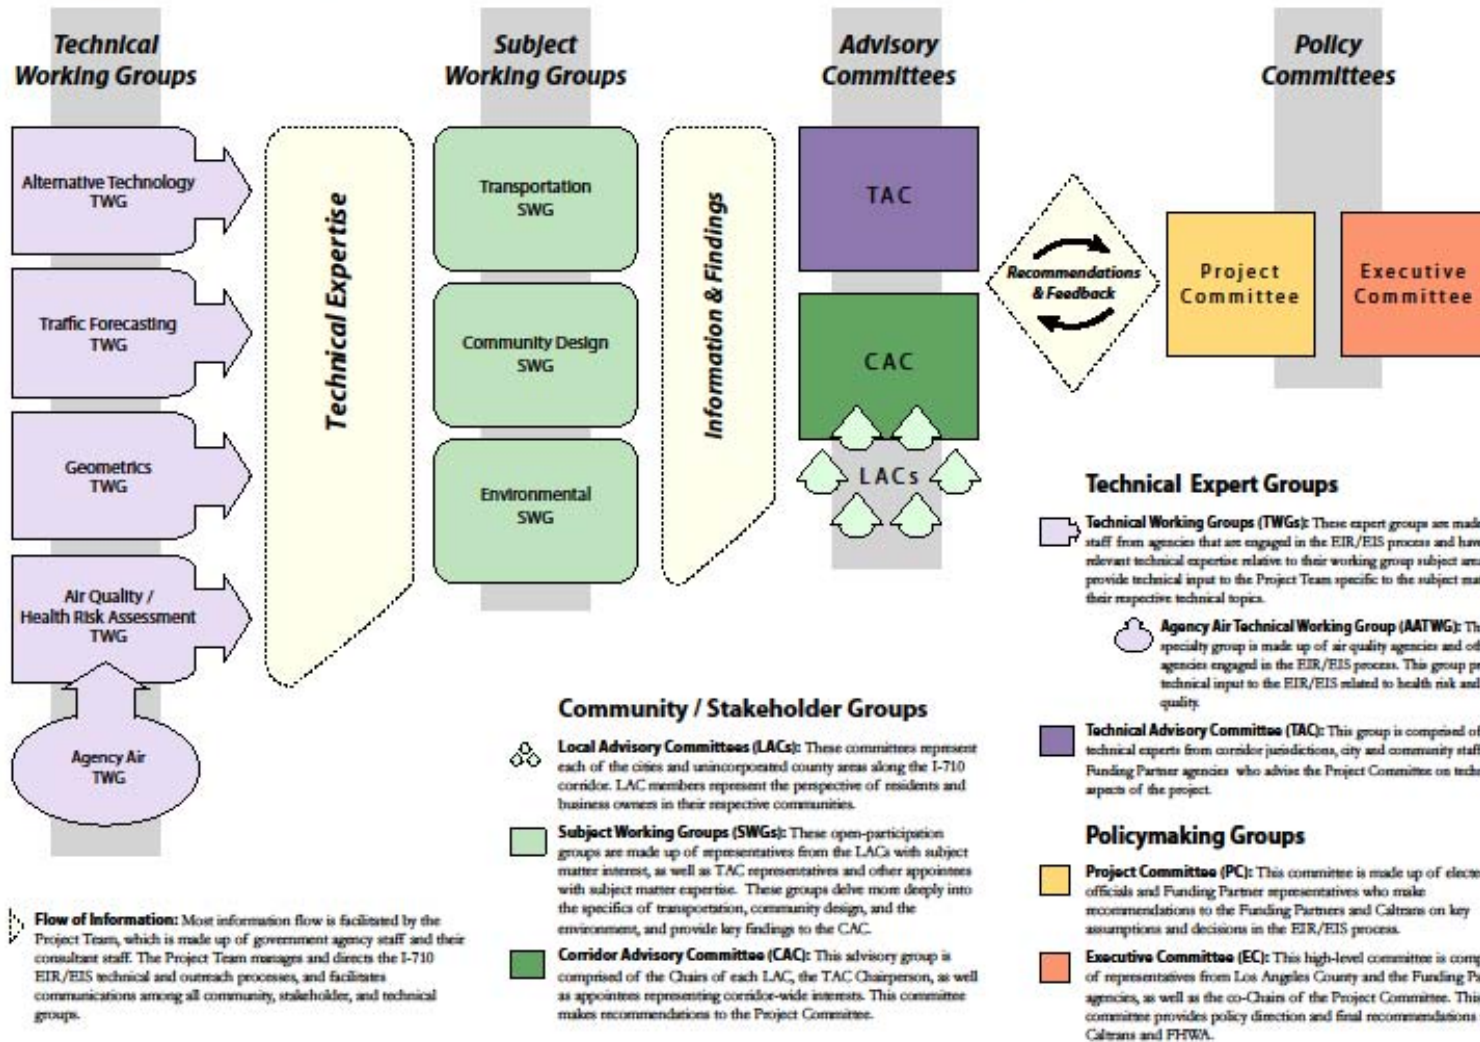 Technical
Working Groups
Subject
Working Groups
Advisory
Committees
Policy
Committees
Alternative Technology
TWG
Traffic Forecasting
TWG
Geometrics
TWG
Air Quality /
Health Risk Assessment
TWG
Agency Air
TWG
Technical Expertise
Transportation
SWG
Community Design
SWG
Environmental
SWG
Information & Findings
TAC
CAC
LACs
Recommendations
& Feedback
Project
Committee
Executive
Committee
Flow of Information: Most information flow is facilitated by the
Project Team, which is made up of government agency staff and their
consultant staff. The Project Team manages and directs the I-710
EIR/EIS technical and outreach processes, and facilitates
communications among all community, stakeholder, and technical
groups.
Community / Stakeholder Groups
Local Advisory Committees (LACs): These committees represent
each of the cities and unincorporated county areas along the I-710
corridor. LAC members represent the perspective of residents and
business owners in their respective communities.
Subject Working Groups (SWGs): These open-participation
groups are made up of representatives from the LACs with subject
matter interest, as well as TAC representatives and other appointees
with subject matter expertise. These groups delve more deeply into
the specifics of transportation, community design, and the
environment, and provide key findings to the CAC.
Corridor Advisory Committee (CAC): This advisory group is
comprised of the Chairs of each LAC, the TAC Chairperson, as well
as appointees representing corridor-wide interests. This committee
makes recommendations to the Project Committee.
Technical Expert Groups
Technical Working Groups (TWGs): These expert groups are made
staff from agencies that are engaged in the EIR/EIS process and have
relevant technical expertise relative to their working group subject
provide technical input to the Project Team specific to the subject
their respective technical topics.
Agency Air Technical Working Group (AATWG):
specialty group is made up of air quality agencies and
agencies engaged in the EIR/EIS process. This group
technical input to the EIR/EIS related to health risk and
quality.
Technical Advisory Committee (TAC): This group is comprised of
technical experts from corridor jurisdictions, city and community staff
Funding Partner agencies who advise the Project Committee on
aspects of the project.
Policymaking Groups
Project Committee (PC): This committee is made up of
officials and Funding Partner representatives who make
recommendations to the Funding Partners and Caltrans on key
assumptions and decisions in the EIR/EIS process.
Executive Committee (EC): This high-level committee is
of representatives from Los Angeles County and the Funding
agencies, as well as the co-Chairs of the Project Committee. This
committee provides policy direction and final recommendations
Caltrans and FHWA.